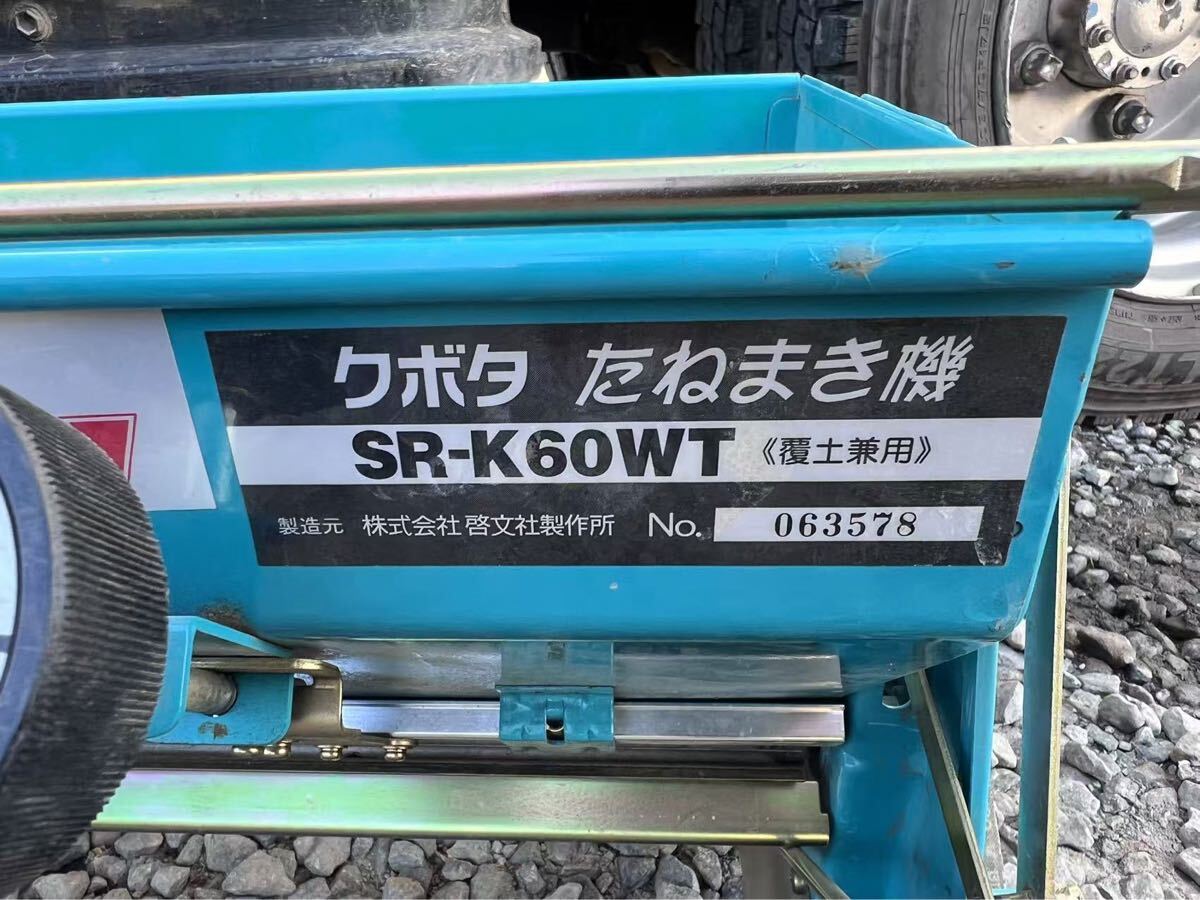 クボタ たねまき機
SR-K60WT 《覆土兼用》
製造元 株式会社 啓文社製作所 No. 063578